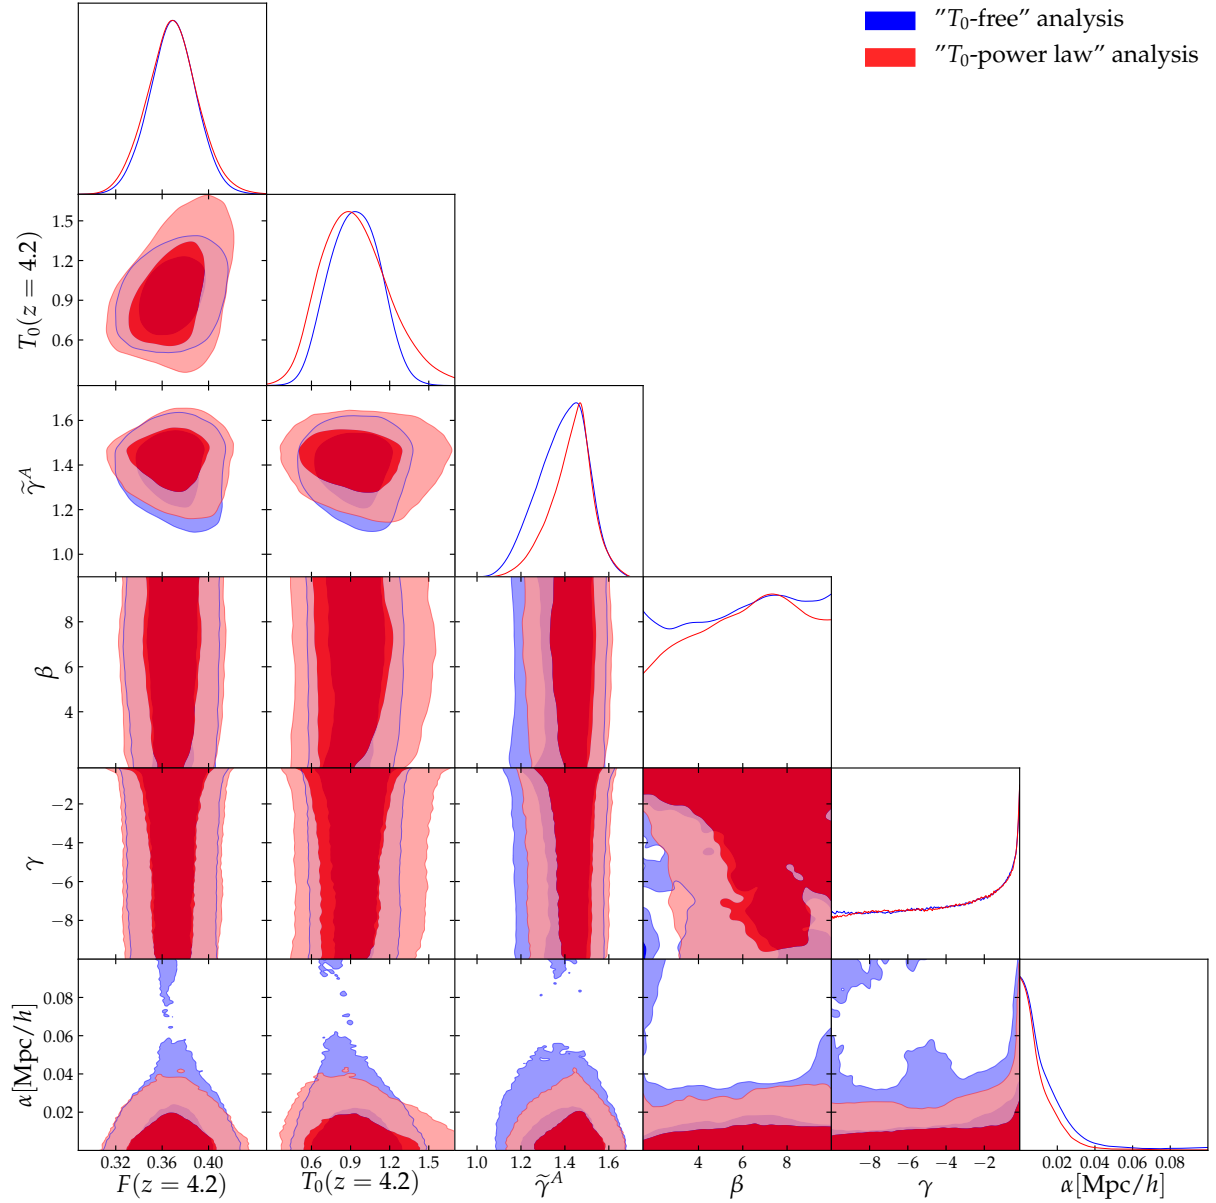 ”T₀-free” analysis
”T₀-power law” analysis
T₀(z = 4.2)
1.5
1.2
0.9
0.6
γ̃ᴬ
1.6
1.4
1.2
1.0
β
8
6
4
γ
−2
−4
−6
−8
α[Mpc/h]
0.08
0.06
0.04
0.02
0.32 0.36 0.40 0.6 0.9 1.2 1.5 1.0 1.2 1.4 1.6 4 6 8 −8 −6 −4 −2 0.02 0.04 0.06 0.08
F(z = 4.2) T₀(z = 4.2) γ̃ᴬ β γ α[Mpc/h]